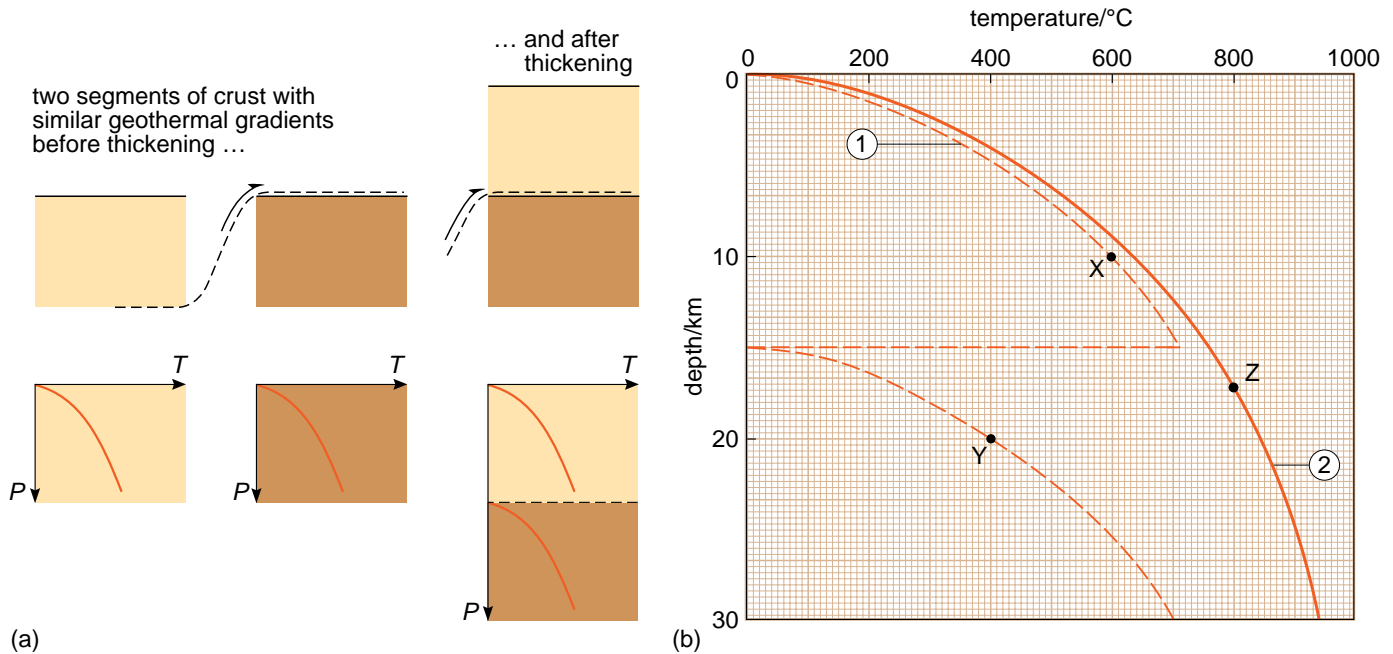 two segments of crust with
similar geothermal gradients
before thickening …
… and after
thickening
T
P
T
P
T
P
(a)
temperature/°C
0 200 400 600 800 1000
0
10
20
30
depth/km
1
X
Z
Y
2
(b)